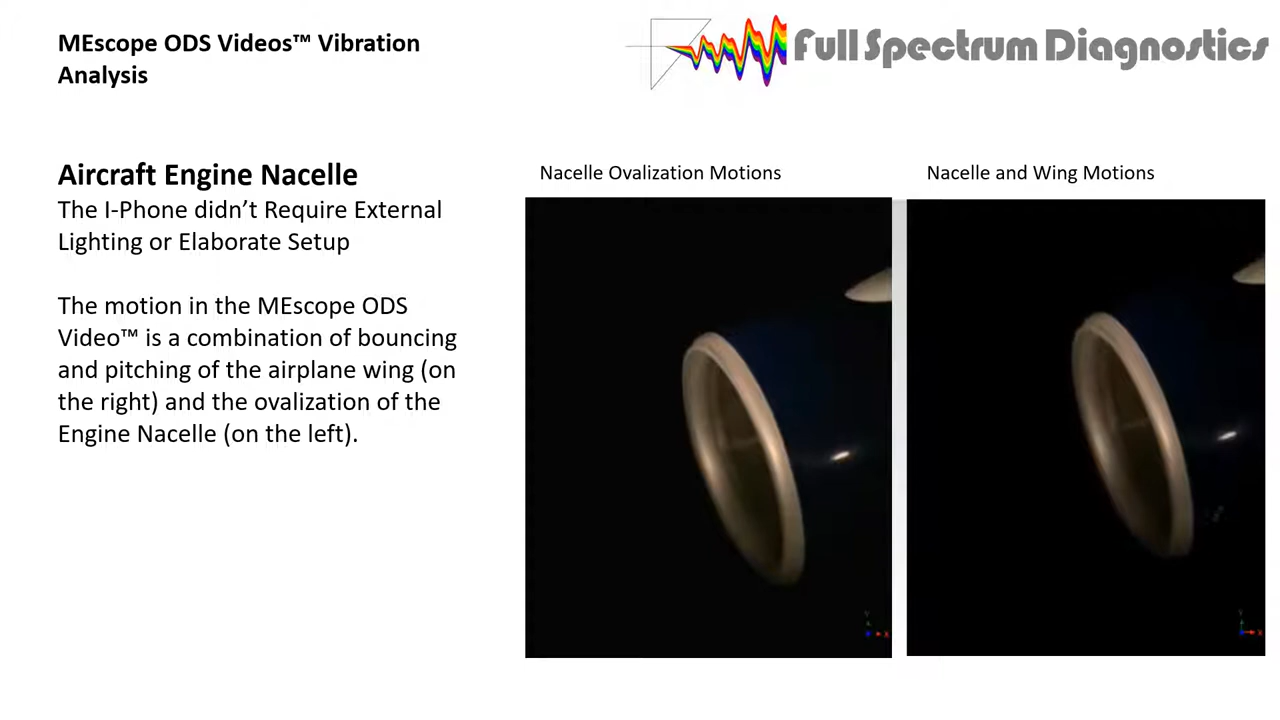 MEscope ODS Videos™ Vibration
Analysis
Full Spectrum Diagnostics
Aircraft Engine Nacelle
The I-Phone didn’t Require External
Lighting or Elaborate Setup
The motion in the MEscope ODS
Video™ is a combination of bouncing
and pitching of the airplane wing (on
the right) and the ovalization of the
Engine Nacelle (on the left).
Nacelle Ovalization Motions
Nacelle and Wing Motions
Y
X
Y
X